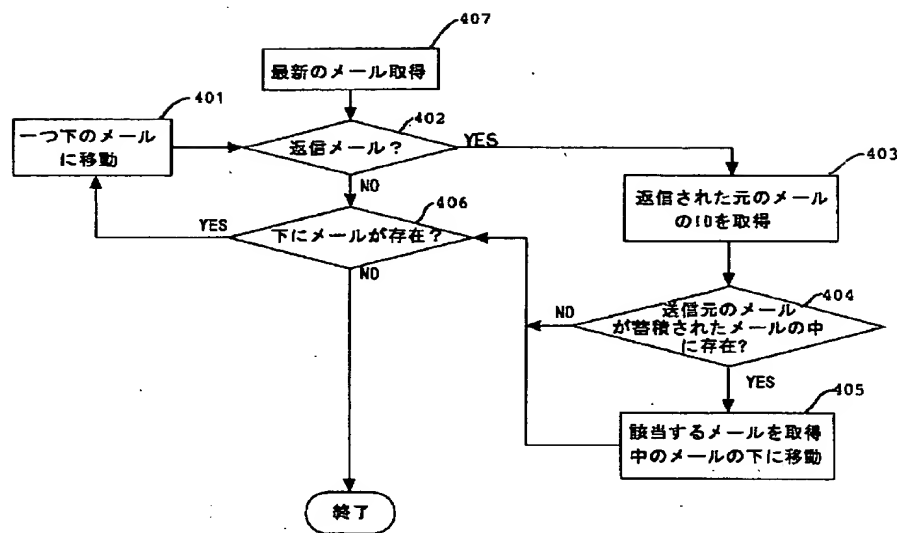 407
最新のメール取得
401
一つ下のメール
に移動
402
返信メール？
YES
NO
403
返信された元のメール
のIDを取得
406
YES
下にメールが存在？
NO
404
送信元のメール
が蓄積されたメールの中
に存在?
NO
YES
405
該当するメールを取得
中のメールの下に移動
終了